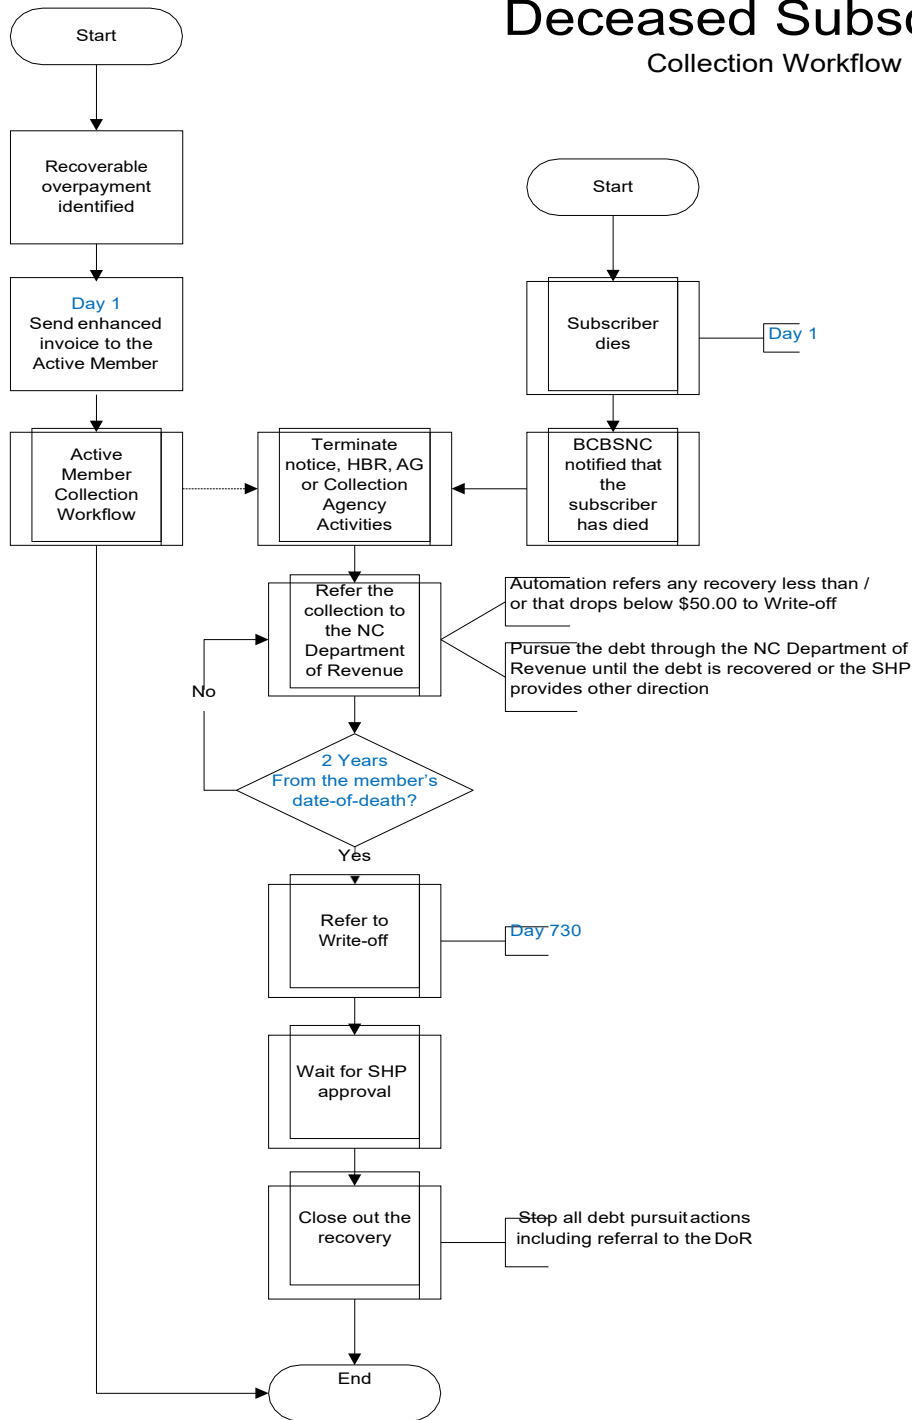 Deceased Subsc
Collection Workflow
Start
Recoverable
overpayment
identified
Start
Day 1
Send enhanced
invoice to the
Active Member
Subscriber
dies
Day 1
Active
Member
Collection
Workflow
Terminate
notice, HBR, AG
or Collection
Agency
Activities
BCBSNC
notified that
the
subscriber
has died
Refer the
collection to
the NC
Department
of Revenue
Automation refers any recovery less than /
or that drops below $50.00 to Write-off
Pursue the debt through the NC Department of
Revenue until the debt is recovered or the SHP
provides other direction
No
2 Years
From the member's
date-of-death?
Yes
Refer to
Write-off
Day 730
Wait for SHP
approval
Close out the
recovery
Stop all debt pursuit actions
including referral to the DoR
End